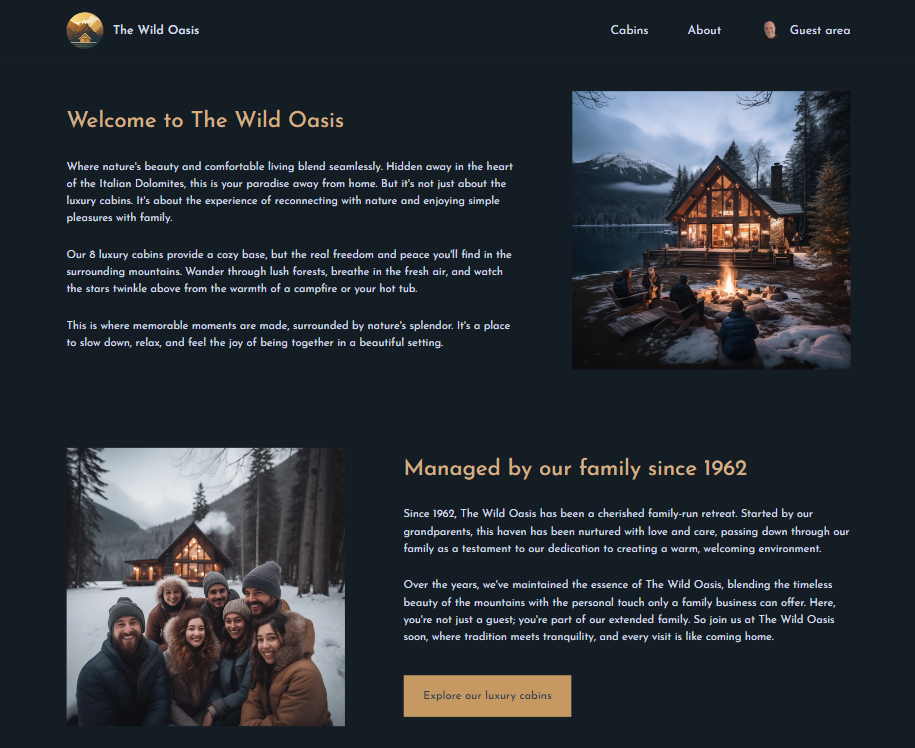 The Wild Oasis
Cabins
About
Guest area
Welcome to The Wild Oasis
Where nature's beauty and comfortable living blend seamlessly. Hidden away in the heart
of the Italian Dolomites, this is your paradise away from home. But it's not just about the
luxury cabins. It's about the experience of reconnecting with nature and enjoying simple
pleasures with family.
Our 8 luxury cabins provide a cozy base, but the real freedom and peace you'll find in the
surrounding mountains. Wander through lush forests, breathe in the fresh air, and watch
the stars twinkle above from the warmth of a campfire or your hot tub.
This is where memorable moments are made, surrounded by nature's splendor. It's a place
to slow down, relax, and feel the joy of being together in a beautiful setting.
Managed by our family since 1962
Since 1962, The Wild Oasis has been a cherished family-run retreat. Started by our
grandparents, this haven has been nurtured with love and care, passing down through our
family as a testament to our dedication to creating a warm, welcoming environment.
Over the years, we've maintained the essence of The Wild Oasis, blending the timeless
beauty of the mountains with the personal touch only a family business can offer. Here,
you're not just a guest; you're part of our extended family. So join us at The Wild Oasis
soon, where tradition meets tranquility, and every visit is like coming home.
Explore our luxury cabins